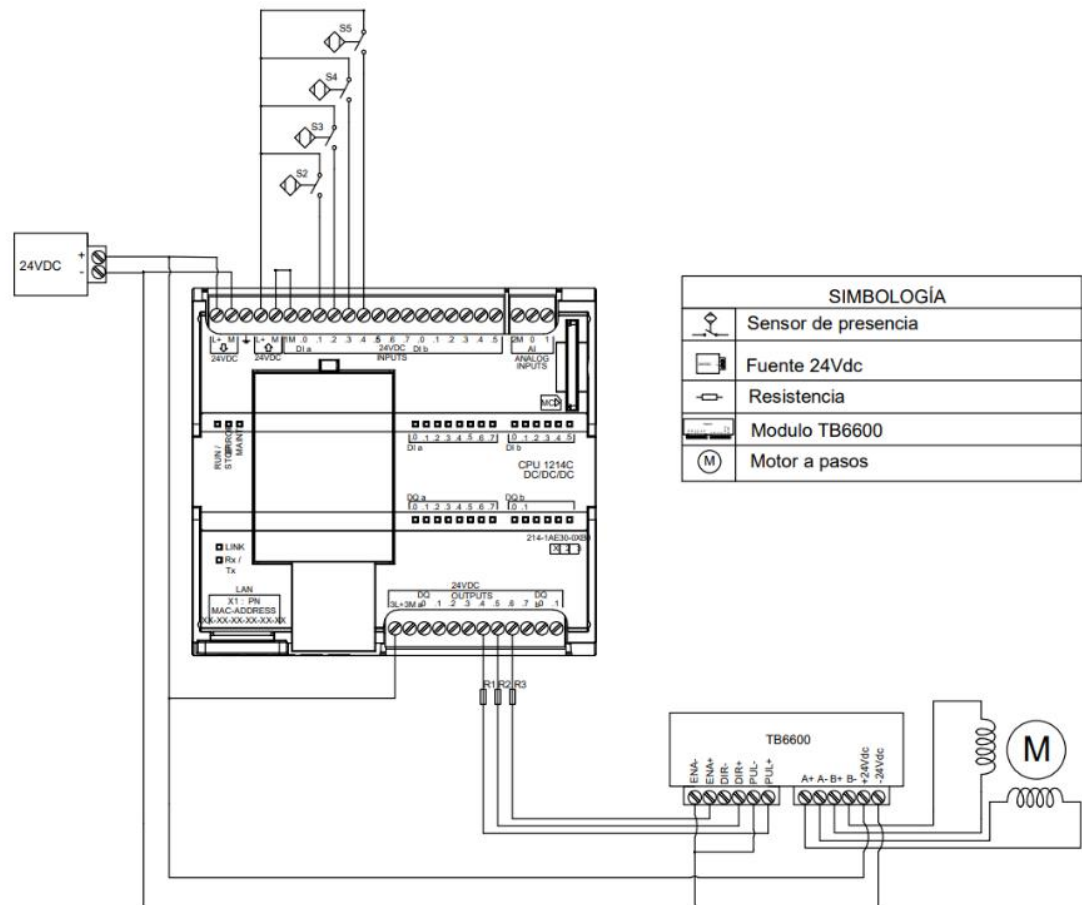 S5
S4
S3
S2
24VDC
+
-
SIMBOLOGÍA
Sensor de presencia
Fuente 24Vdc
Resistencia
Modulo TB6600
M Motor a pasos
L+ M L+ M 1M .0 .1 .2 .3 .4 .5 .6 .7 .0 .1 .2 .3 .4 .5 2M 0 1
24VDC 24VDC DI a 24VDC DI b AI
INPUTS ANALOG
INPUTS
MC
RUN /
STOP
ERROR
MAINT
.0 .1 .2 .3 .4 .5 .6 .7 .0 .1 .2 .3 .4 .5
DI a DI b
CPU 1214C
DC/DC/DC
DQ a DQ b
.0 .1 .2 .3 .4 .5 .6 .7 .0 .1
214-1AE30-0XB0
X 2 3
LINK
Rx /
Tx
LAN
X1 : PN
MAC-ADDRESS
XX-XX-XX-XX-XX-XX
24VDC
DQ OUTPUTS DQ
3L+ 3M a .0 .1 .2 .3 .4 .5 .6 .7 b 0 .1
R1 R2 R3
TB6600
ENA- ENA+ DIR- DIR+ PUL- PUL+
A+ A- B+ B- +24Vdc -24Vdc
M